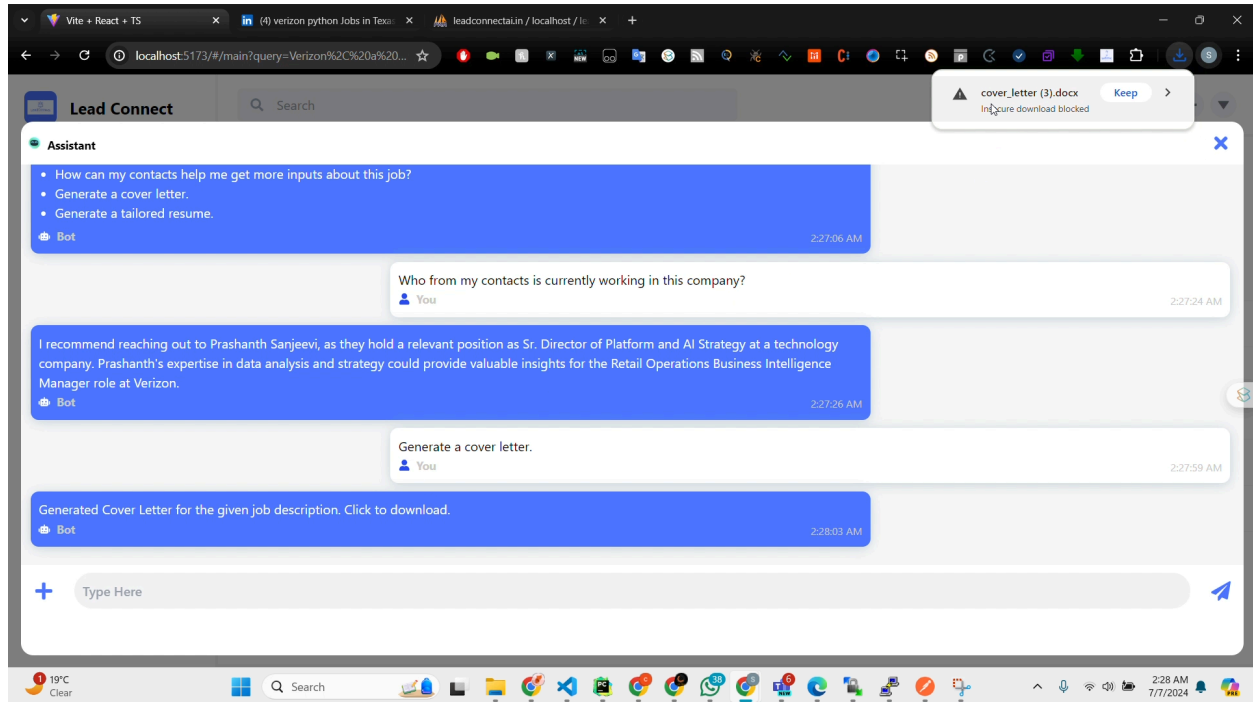 Vite + React + TS
(4) verizon python Jobs in Texas
leadconnectai.in / localhost / le
localhost:5173/#/main?query=Verizon%2C%20a%20...
cover_letter (3).docx
Keep
Insecure download blocked
Lead Connect
Search
Assistant
• How can my contacts help me get more inputs about this job?
• Generate a cover letter.
• Generate a tailored resume.
Bot
2:27:06 AM
Who from my contacts is currently working in this company?
You
2:27:24 AM
I recommend reaching out to Prashanth Sanjeevi, as they hold a relevant position as Sr. Director of Platform and AI Strategy at a technology
company. Prashanth's expertise in data analysis and strategy could provide valuable insights for the Retail Operations Business Intelligence
Manager role at Verizon.
Bot
2:27:26 AM
Generate a cover letter.
You
2:27:59 AM
Generated Cover Letter for the given job description. Click to download.
Bot
2:28:03 AM
Type Here
1
19°C
Clear
Search
38
6
2:28 AM
7/7/2024